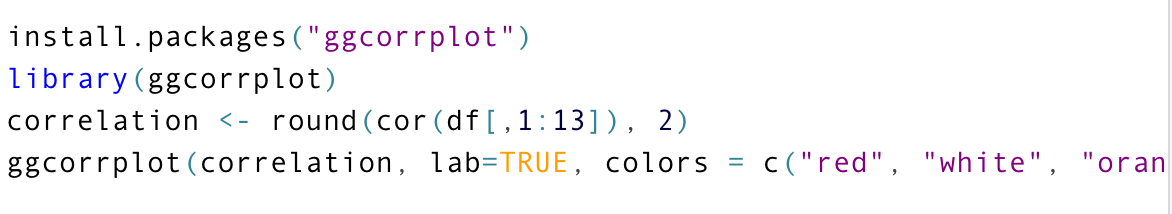 install.packages("ggcorrplot")
library(ggcorrplot)
correlation <- round(cor(df[,1:13]), 2)
ggcorrplot(correlation, lab=TRUE, colors = c("red", "white", "oran